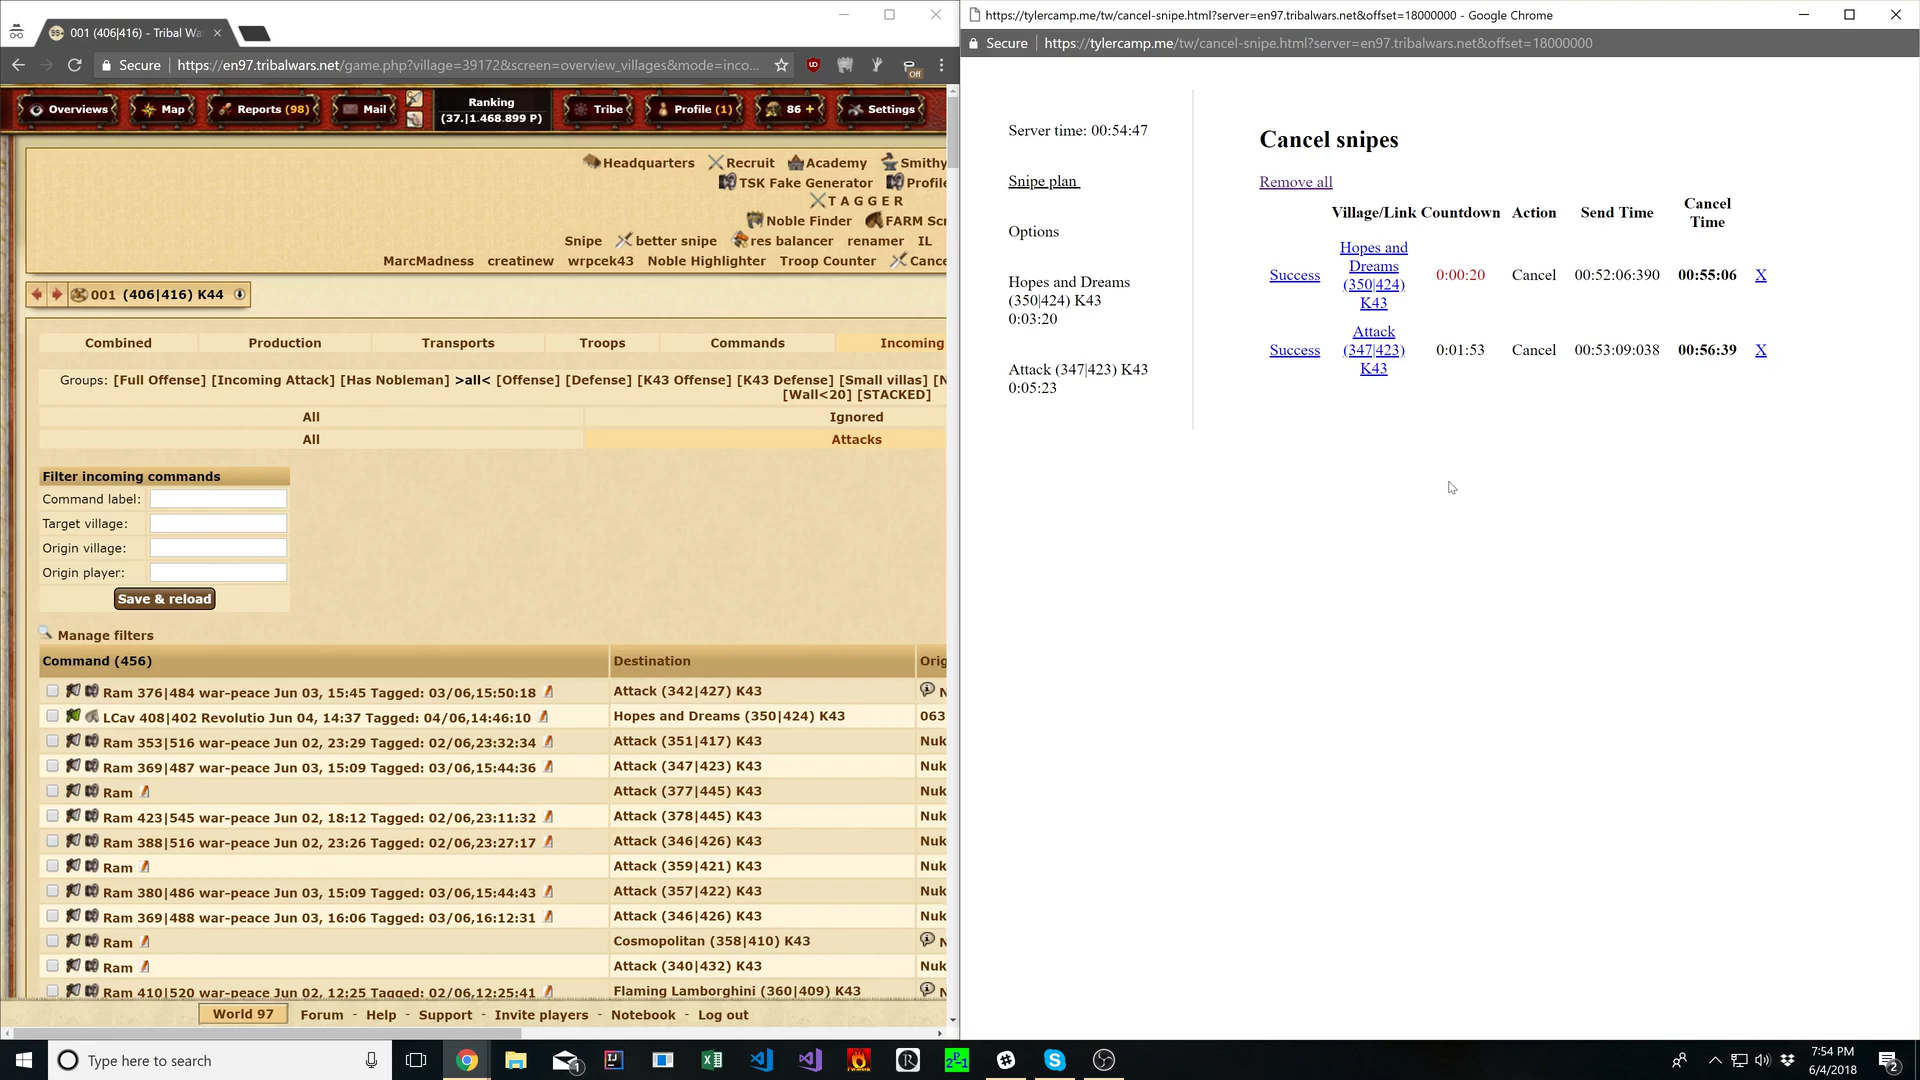 001 (406|416) - Tribal Wa
Secure
https://en97.tribalwars.net/game.php?village=39172&screen=overview_villages&mode=inco...
Off
Overviews
Map
Reports (98)
Mail
Ranking
(37.|1.468.899 P)
Tribe
Profile (1)
86 +
Settings
Headquarters Recruit Academy Smithy
TSK Fake Generator Profile
T A G G E R
Noble Finder FARM Scr
Snipe better snipe res balancer renamer IL
MarcMadness creatinew wrpcek43 Noble Highlighter Troop Counter Cance
001 (406|416) K44
Combined Production Transports Troops Commands Incoming
Groups: [Full Offense] [Incoming Attack] [Has Nobleman] >all< [Offense] [Defense] [K43 Offense] [K43 Defense] [Small villas] [N
[Wall<20] [STACKED]
All Ignored
All Attacks
Filter incoming commands
Command label:
Target village:
Origin village:
Origin player:
Save & reload
Manage filters
Command (456) Destination Orig
Ram 376|484 war-peace Jun 03, 15:45 Tagged: 03/06,15:50:18 Attack (342|427) K43 N
LCav 408|402 Revolutio Jun 04, 14:37 Tagged: 04/06,14:46:10 Hopes and Dreams (350|424) K43 063
Ram 353|516 war-peace Jun 02, 23:29 Tagged: 02/06,23:32:34 Attack (351|417) K43 Nuk
Ram 369|487 war-peace Jun 03, 15:09 Tagged: 03/06,15:44:36 Attack (347|423) K43 Nuk
Ram Attack (377|445) K43 Nuk
Ram 423|545 war-peace Jun 02, 18:12 Tagged: 02/06,23:11:32 Attack (378|445) K43 Nuk
Ram 388|516 war-peace Jun 02, 23:26 Tagged: 02/06,23:27:17 Attack (346|426) K43 Nuk
Ram Attack (359|421) K43 Nuk
Ram 380|486 war-peace Jun 03, 15:09 Tagged: 03/06,15:44:43 Attack (357|422) K43 Nuk
Ram 369|488 war-peace Jun 03, 16:06 Tagged: 03/06,16:12:31 Attack (346|426) K43 Nuk
Ram Cosmopolitan (358|410) K43 N
Ram Attack (340|432) K43 Nuk
Ram 410|520 war-peace Jun 02, 12:25 Tagged: 02/06,12:25:41 Flaming Lamborghini (360|409) K43 N
World 97 Forum - Help - Support - Invite players - Notebook - Log out
https://tylercamp.me/tw/cancel-snipe.html?server=en97.tribalwars.net&offset=18000000 - Google Chrome
Secure
https://tylercamp.me/tw/cancel-snipe.html?server=en97.tribalwars.net&offset=18000000
Server time: 00:54:47
Snipe plan
Options
Hopes and Dreams
(350|424) K43
0:03:20
Attack (347|423) K43
0:05:23
Cancel snipes
Remove all
Village/Link Countdown Action Send Time Cancel
Time
Hopes and
Dreams
(350|424)
K43
Success 0:00:20 Cancel 00:52:06:390 00:55:06 X
Attack
(347|423)
K43
Success 0:01:53 Cancel 00:53:09:038 00:56:39 X
Type here to search
1
7:54 PM
6/4/2018
2